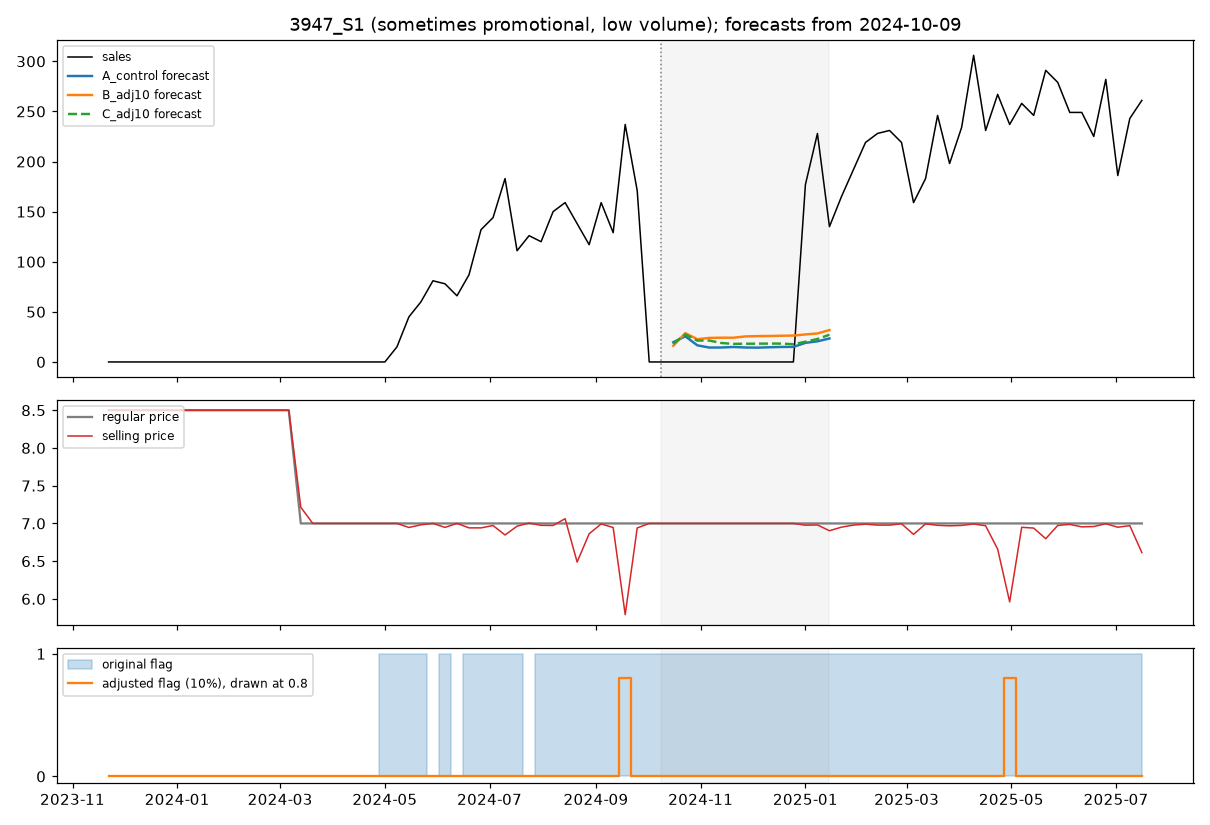 3947_S1 (sometimes promotional, low volume); forecasts from 2024-10-09
300
250
200
150
100
50
0
sales
A_control forecast
B_adj10 forecast
C_adj10 forecast
8.5
8.0
7.5
7.0
6.5
6.0
regular price
selling price
1
0
original flag
adjusted flag (10%), drawn at 0.8
2023-11 2024-01 2024-03 2024-05 2024-07 2024-09 2024-11 2025-01 2025-03 2025-05 2025-07